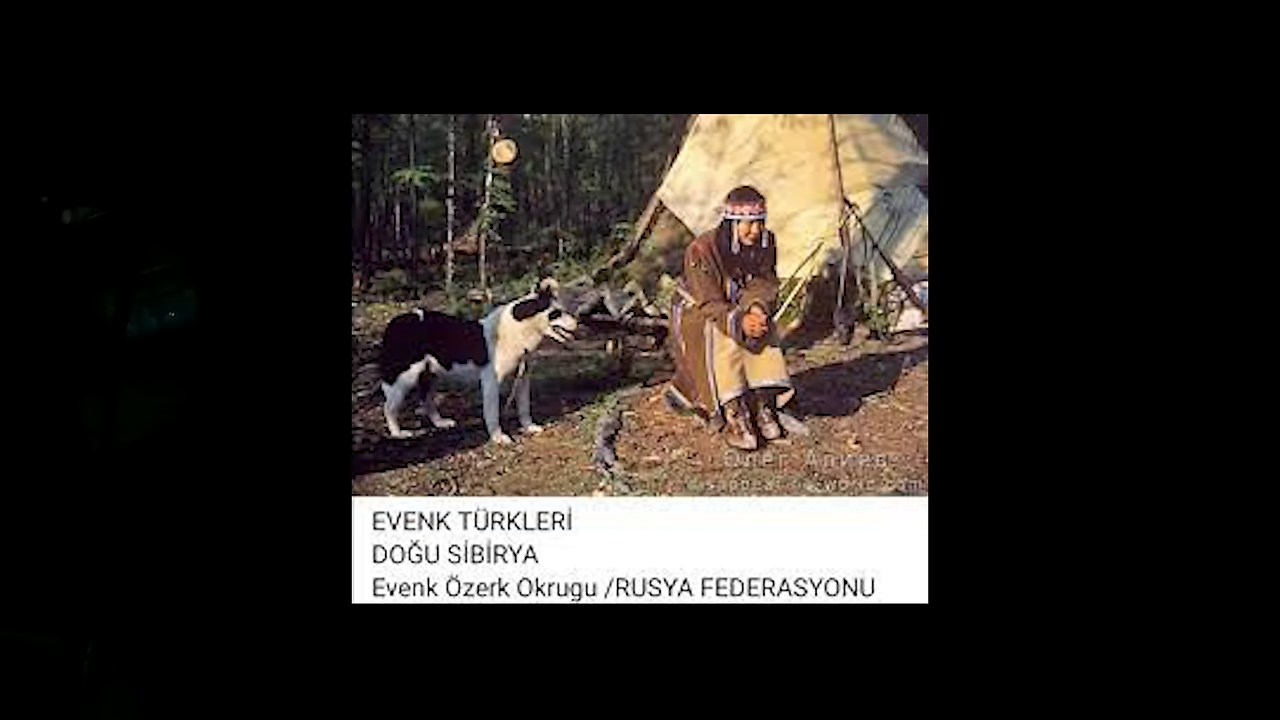 EVENK TÜRKLERİ
DOĞU SİBİRYA
Evenk Özerk Okrugu /RUSYA FEDERASYONU